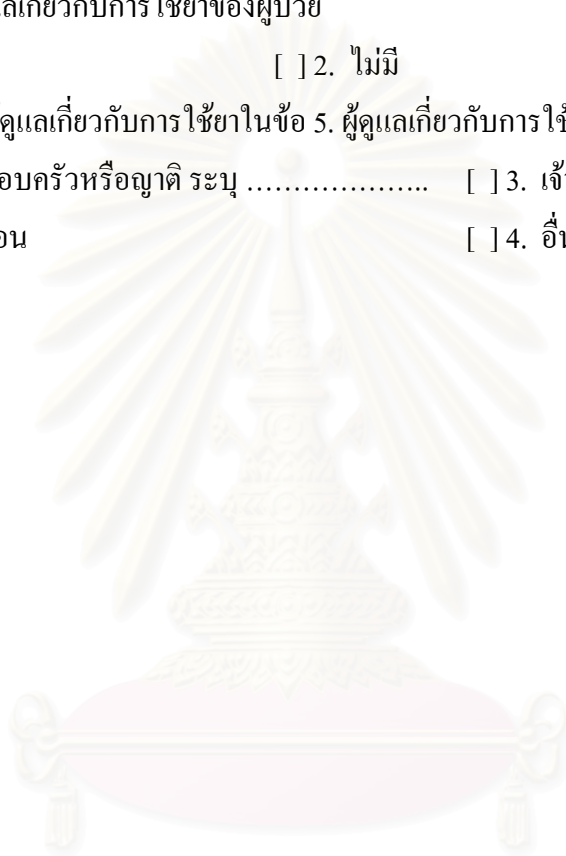 ลเกี่ยวกับการใช้ยาของผู้ป่วย
[ ] 2. ไม่มี
ดูแลเกี่ยวกับการใช้ยาในข้อ 5. ผู้ดูแลเกี่ยวกับการใช้
อบครัวหรือญาติ ระบุ ……………….. [ ] 3. เจ้
อน [ ] 4. อื่น